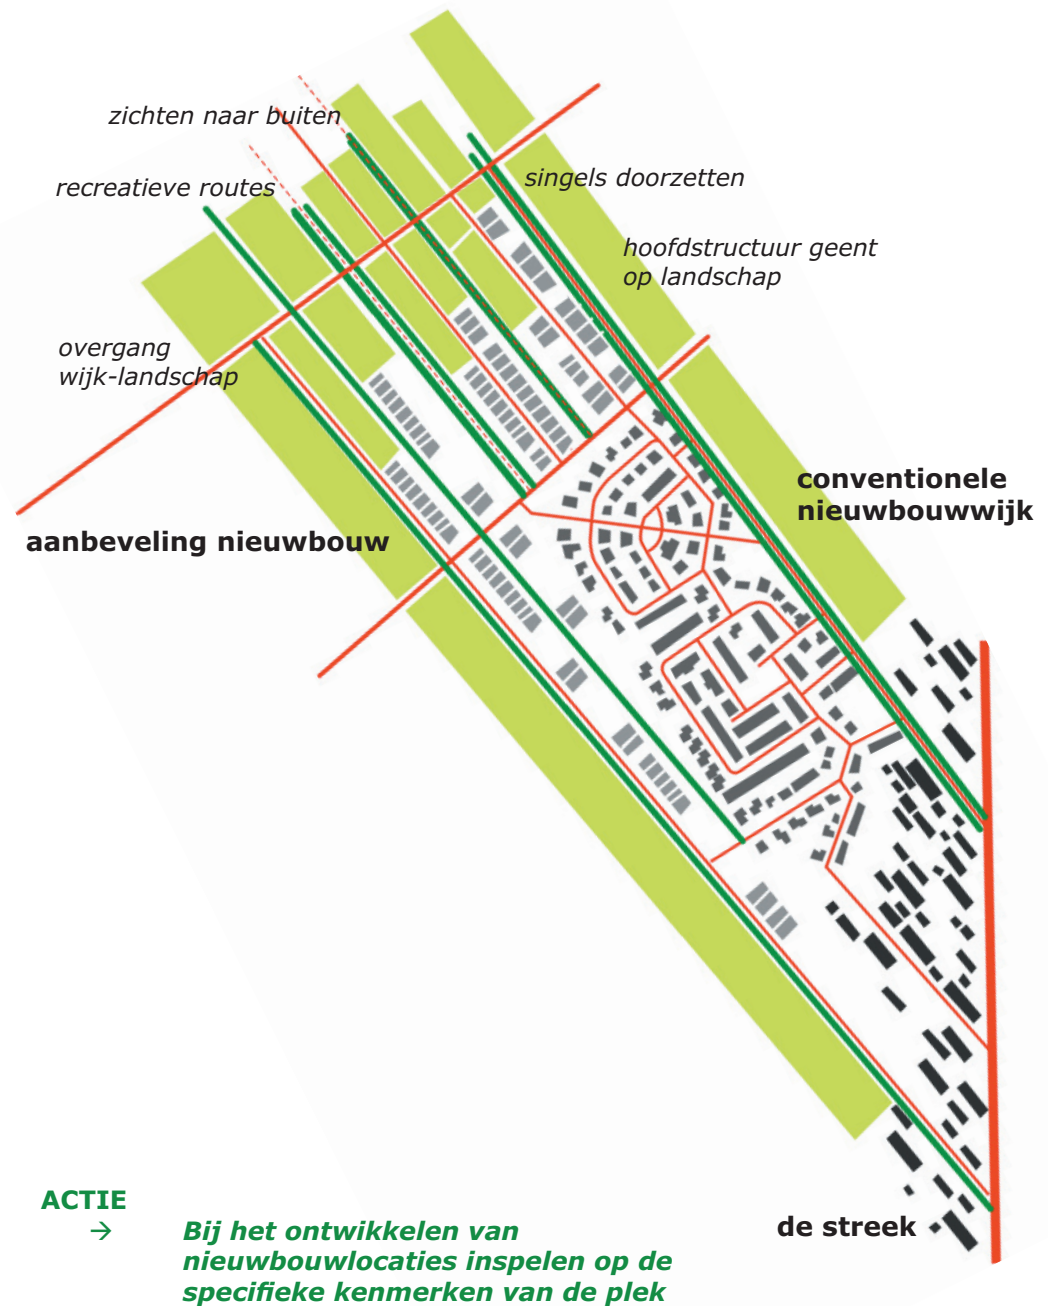 zichten naar buiten
recreatieve routes
singels doorzetten
hoofdstructuur geent
op landschap
overgang
wijk-landschap
conventionele
nieuwbouwwijk
aanbeveling nieuwbouw
de streek
ACTIE
→ Bij het ontwikkelen van
nieuwbouwlocaties inspelen op de
specifieke kenmerken van de plek